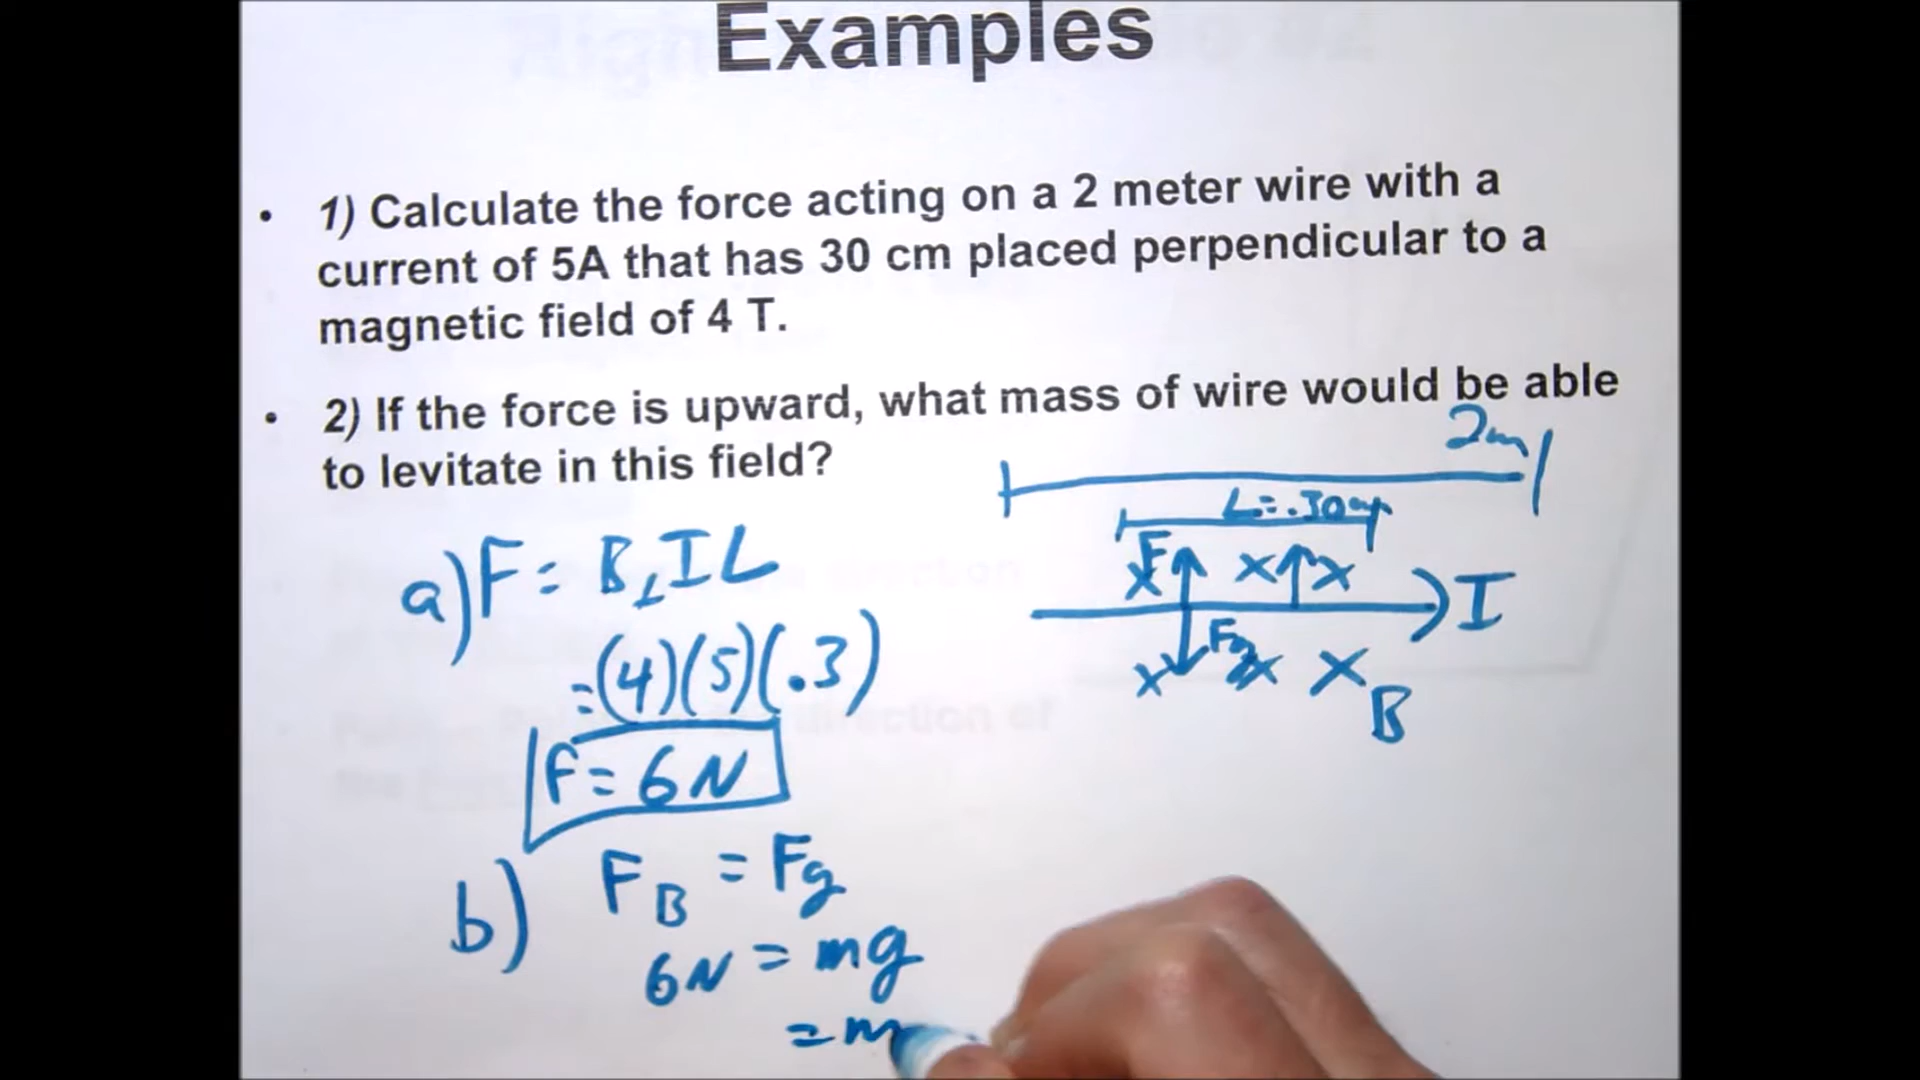 Examples
• 1) Calculate the force acting on a 2 meter wire with a
current of 5A that has 30 cm placed perpendicular to a
magnetic field of 4 T.
• 2) If the force is upward, what mass of wire would be able
to levitate in this field?
2m
L=.30m
a) F = B⊥IL
= (4)(5)(.3)
F = 6N
b) FB = Fg
6N = mg
= m
F
X X X
I
Fg
X X X
B